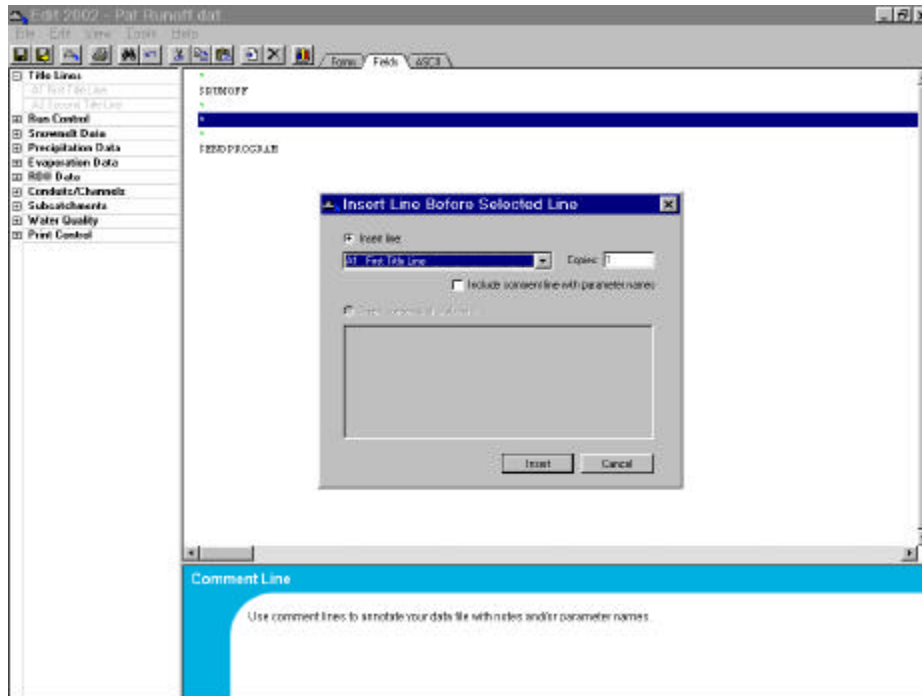 Edit 2002 - Pat Runoff.dat
File Edit View Tools Help
Form Fields ASCII
Title Lines
A1 First Title Line
A2 Second Title Line
Run Control
Snowmelt Data
Precipitation Data
Evaporation Data
RDII Data
Conduits/Channels
Subcatchments
Water Quality
Print Control
*
$RUNOFF
*
*
*
$ENDPROGRAM
Insert Line Before Selected Line
Insert line:
A1 First Title Line
Copies: 1
Include comment line with parameter names
Insert
Cancel
Comment Line
Use comment lines to annotate your data file with notes and/or parameter names.